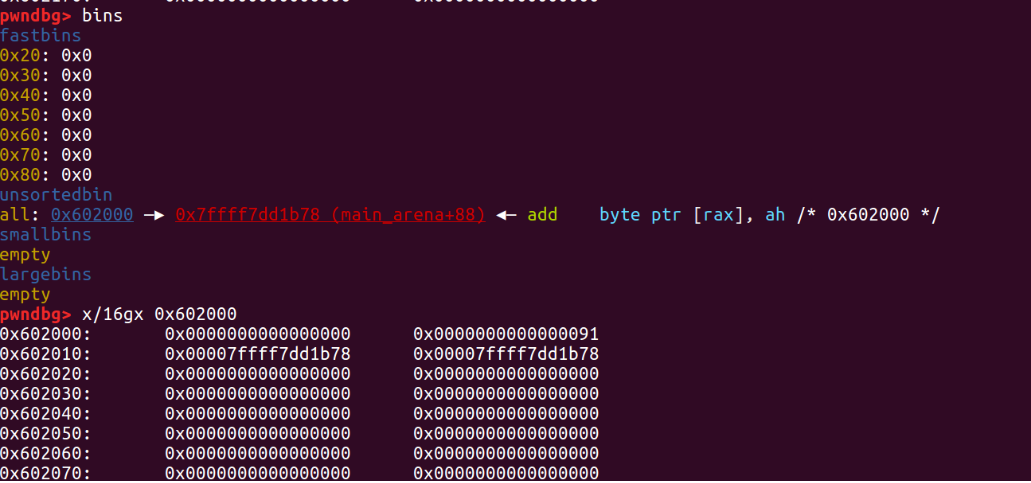 pwndbg> bins
fastbins
0x20: 0x0
0x30: 0x0
0x40: 0x0
0x50: 0x0
0x60: 0x0
0x70: 0x0
0x80: 0x0
unsortedbin
all: 0x602000 —▸ 0x7ffff7dd1b78 (main_arena+88) ◂— add    byte ptr [rax], ah /* 0x602000 */
smallbins
empty
largebins
empty
pwndbg> x/16gx 0x602000
0x602000:	0x0000000000000000	0x0000000000000091
0x602010:	0x00007ffff7dd1b78	0x00007ffff7dd1b78
0x602020:	0x0000000000000000	0x0000000000000000
0x602030:	0x0000000000000000	0x0000000000000000
0x602040:	0x0000000000000000	0x0000000000000000
0x602050:	0x0000000000000000	0x0000000000000000
0x602060:	0x0000000000000000	0x0000000000000000
0x602070:	0x0000000000000000	0x0000000000000000